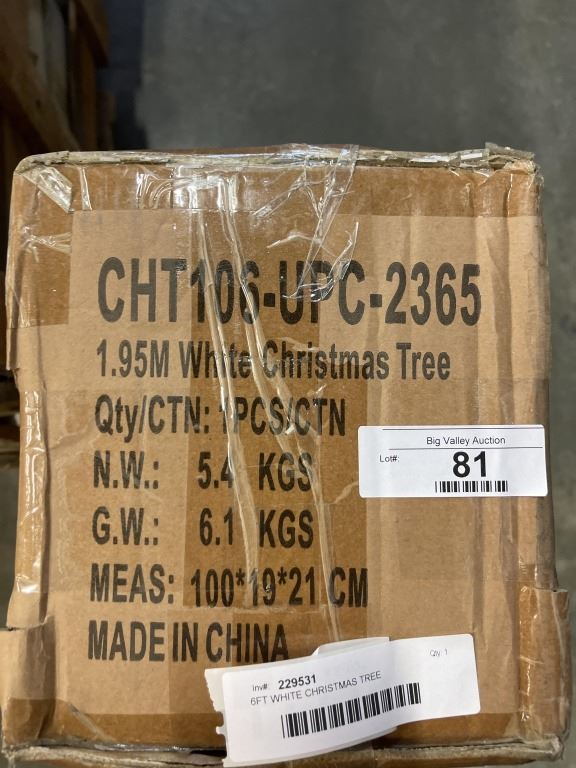 CHT106-UPC-2365
1.95M White Christmas Tree
Qty/CTN: 1PCS/CTN
N.W.: 5.4 KGS
G.W.: 6.1 KGS
MEAS: 100*19*21 CM
MADE IN CHINA
Big Valley Auction
Lot#: 81
Inv#: 229531 Qty: 1
6FT WHITE CHRISTMAS TREE